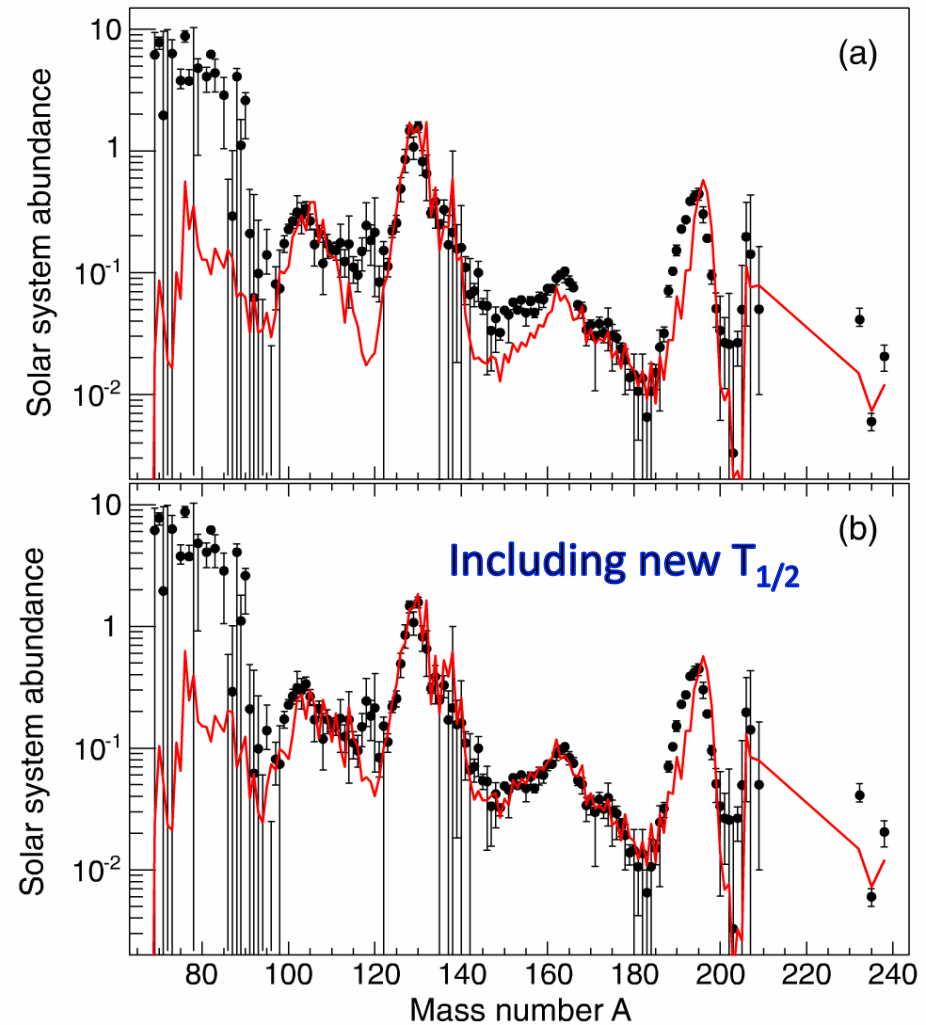 (a)
Solar system abundance
10
1
10⁻¹
10⁻²
(b)
Including new T₁/₂
Solar system abundance
10
1
10⁻¹
10⁻²
80 100 120 140 160 180 200 220 240
Mass number A